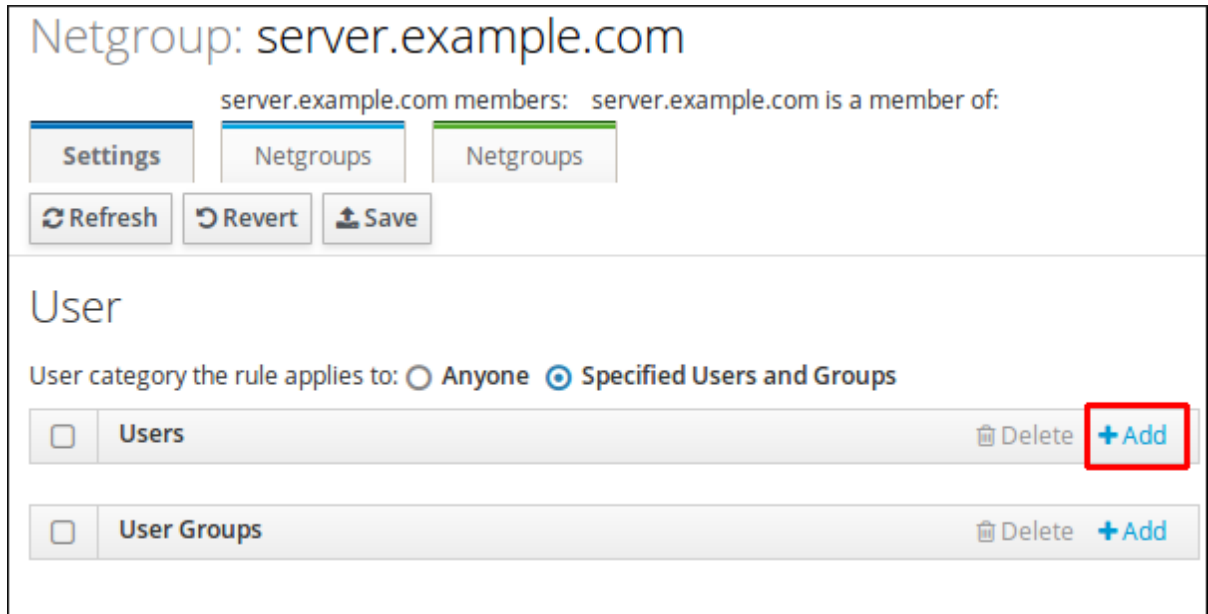 Netgroup: server.example.com
server.example.com members: server.example.com is a member of:
Settings Netgroups Netgroups
Refresh Revert Save
User
User category the rule applies to: Anyone Specified Users and Groups
Users Delete +Add
User Groups Delete +Add